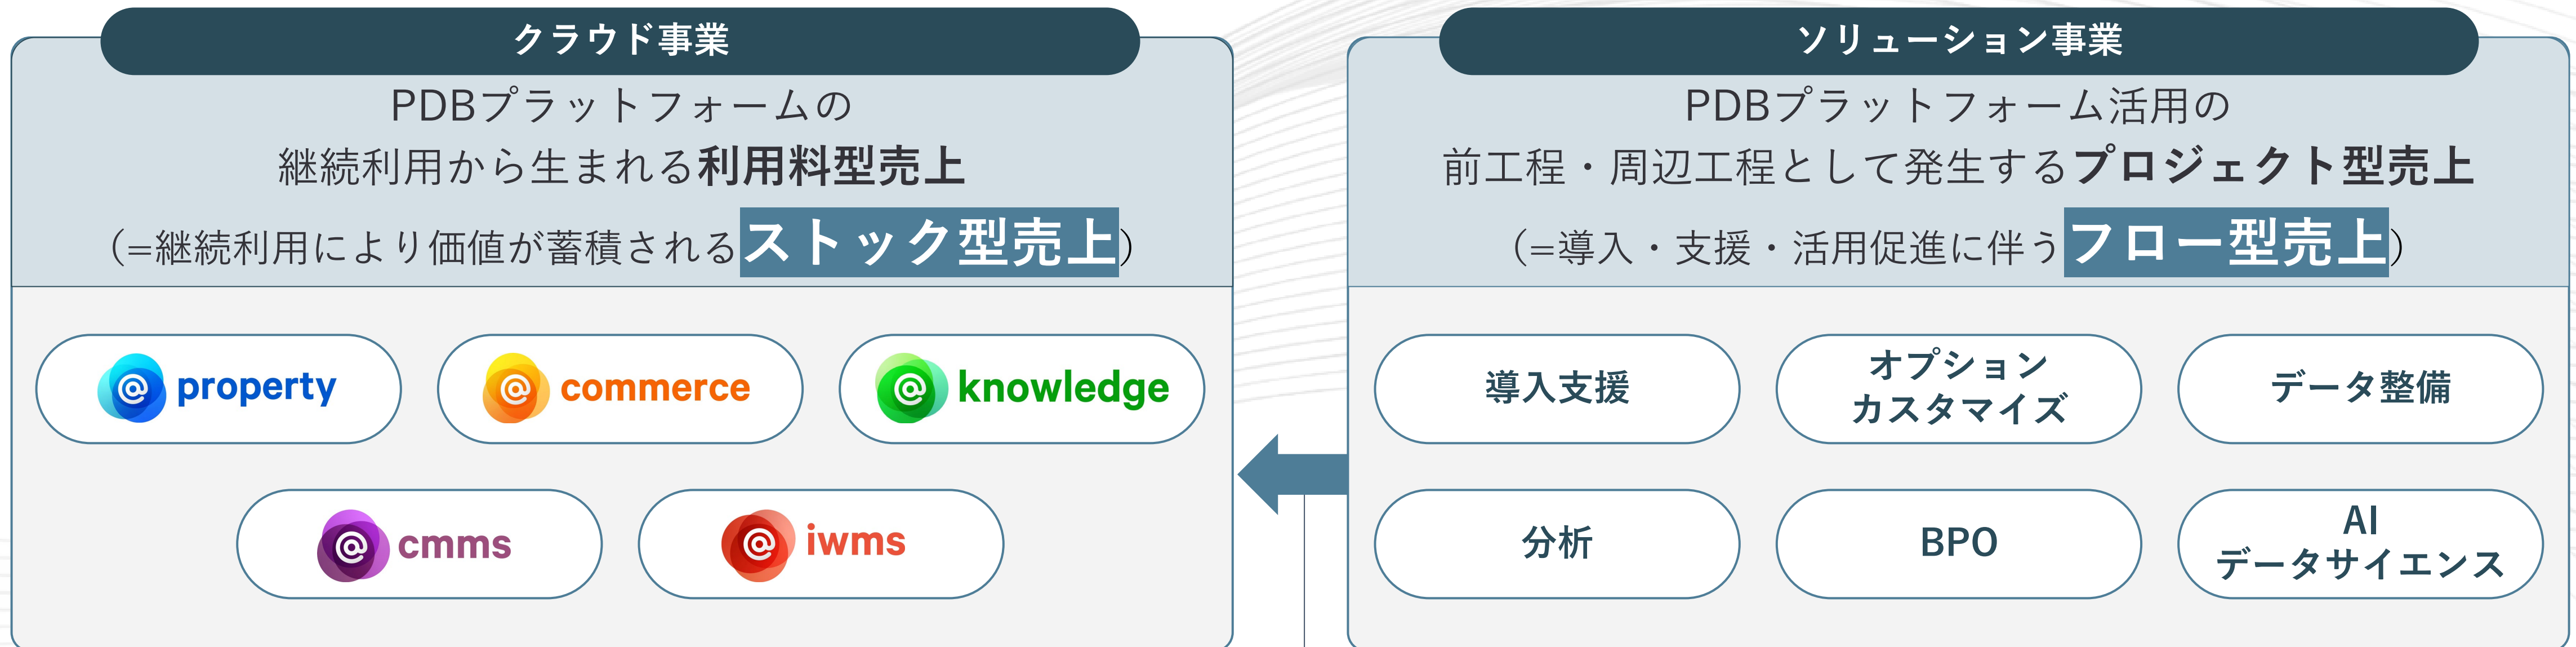 クラウド事業
PDBプラットフォームの
継続利用から生まれる利用料型売上
(=継続利用により価値が蓄積されるストック型売上)
@property
@commerce
@knowledge
@cmms
@iwms
ソリューション事業
PDBプラットフォーム活用の
前工程・周辺工程として発生するプロジェクト型売上
(=導入・支援・活用促進に伴うフロー型売上)
導入支援
オプション
カスタマイズ
データ整備
分析
BPO
AI
データサイエンス